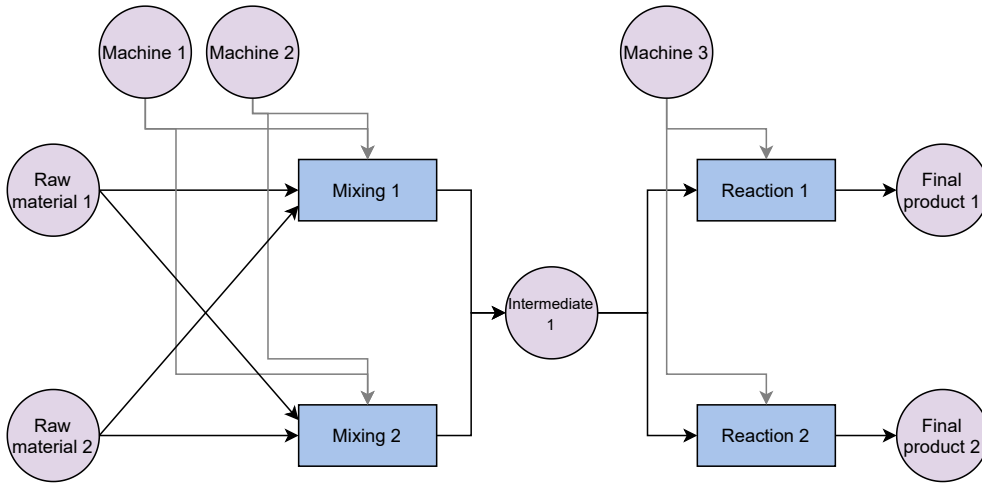 Machine 1
Machine 2
Machine 3
Raw
material 1
Mixing 1
Reaction 1
Final
product 1
Intermediate
1
Raw
material 2
Mixing 2
Reaction 2
Final
product 2